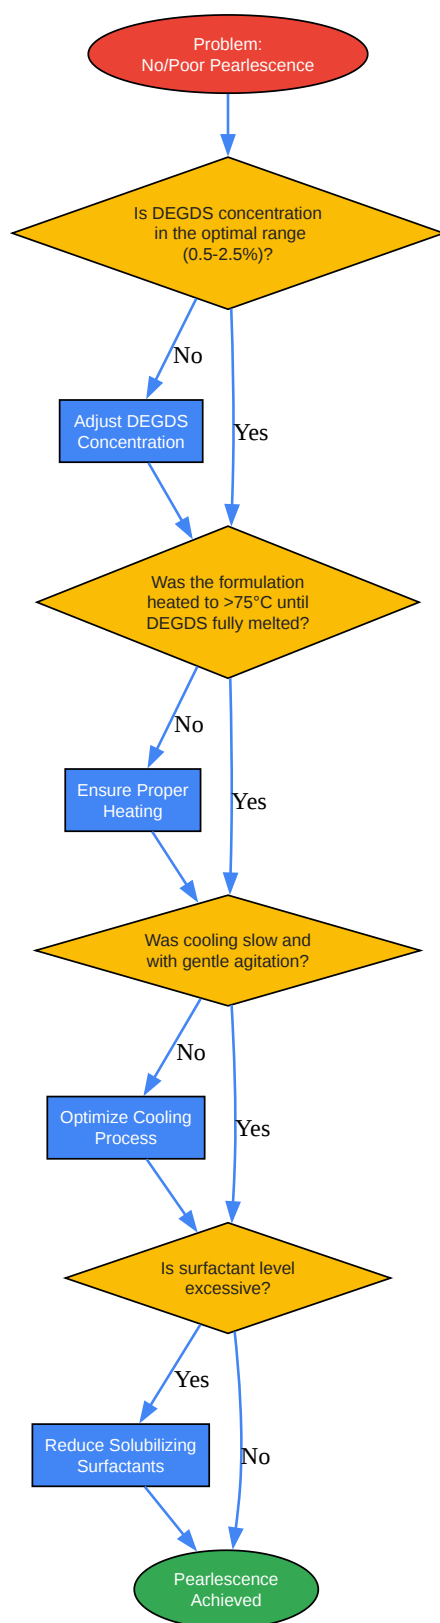 Problem:
No/Poor Pearlescence
Is DEGDS concentration
in the optimal range
(0.5-2.5%)?
No
Yes
Adjust DEGDS
Concentration
Was the formulation
heated to >75°C until
DEGDS fully melted?
No
Yes
Ensure Proper
Heating
Was cooling slow and
with gentle agitation?
No
Yes
Optimize Cooling
Process
Is surfactant level
excessive?
Yes
No
Reduce Solubilizing
Surfactants
Pearlescence
Achieved